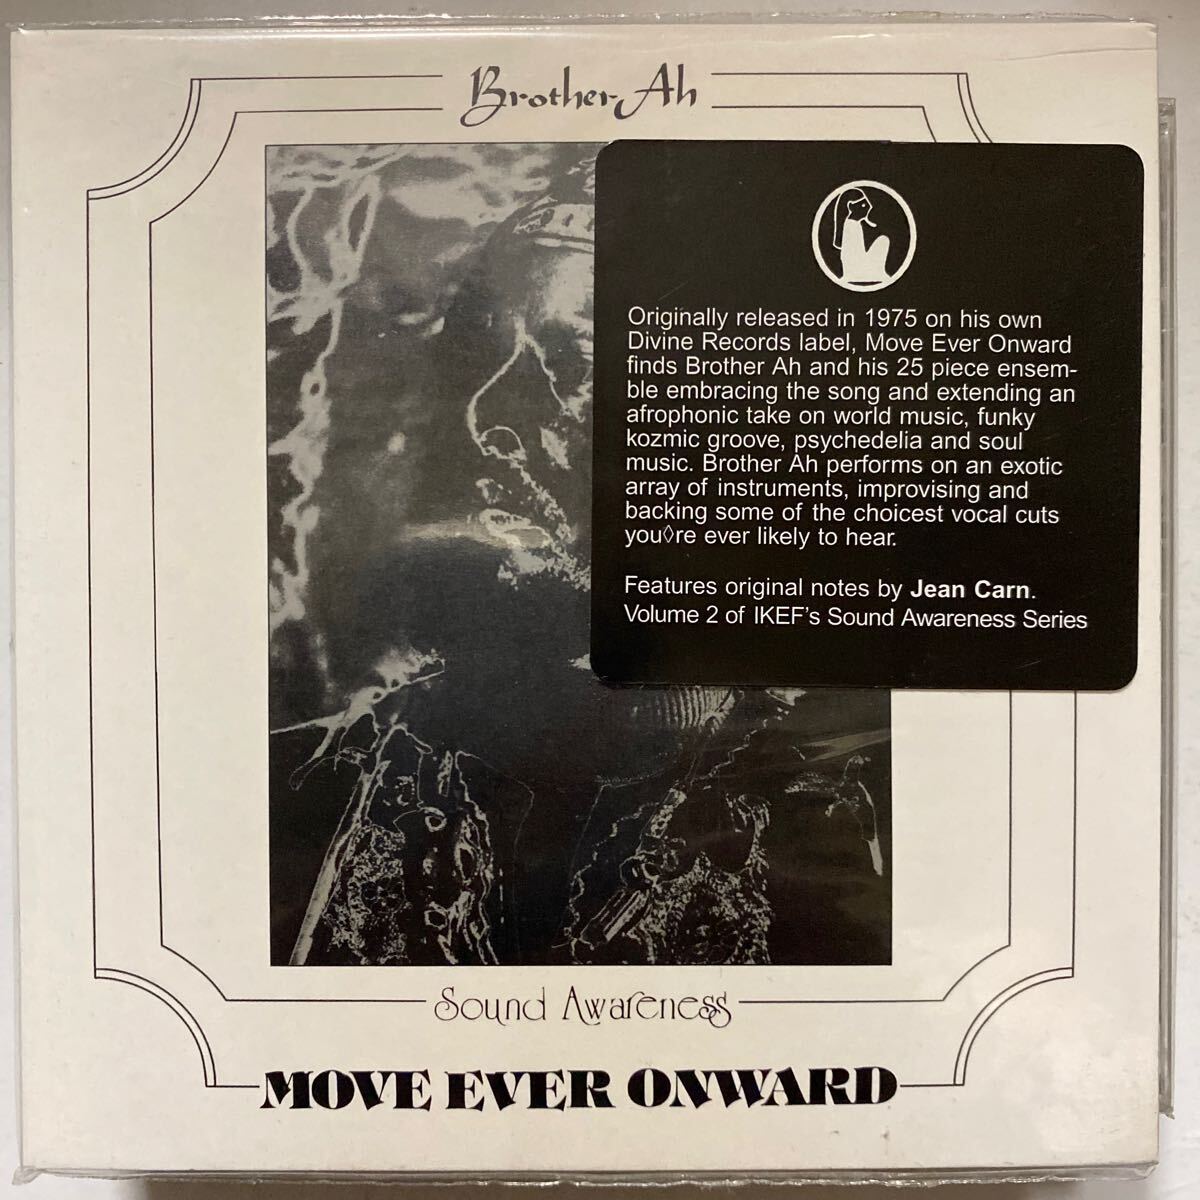 Brother Ah
Originally released in 1975 on his own
Divine Records label, Move Ever Onward
finds Brother Ah and his 25 piece ensem-
ble embracing the song and extending an
afrophonic take on world music, funky
kozmic groove, psychedelia and soul
music. Brother Ah performs on an exotic
array of instruments, improvising and
backing some of the choicest vocal cuts
you◊re ever likely to hear.
Features original notes by Jean Carn.
Volume 2 of IKEF's Sound Awareness Series
Sound Awareness
MOVE EVER ONWARD